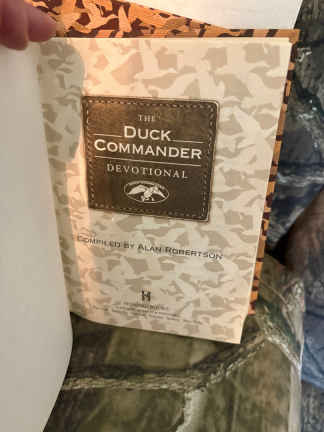 THE
DUCK
COMMANDER
DEVOTIONAL
COMPILED BY ALAN ROBERTSON